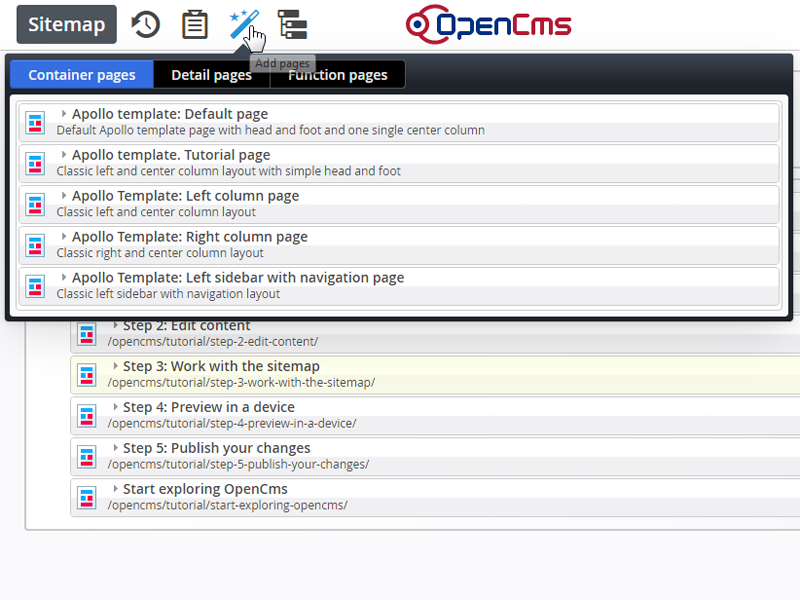 Sitemap
OpenCms
Add pages
Container pages
Detail pages
Function pages
Apollo template: Default page
Default Apollo template page with head and foot and one single center column
Apollo template. Tutorial page
Classic left and center column layout with simple head and foot
Apollo Template: Left column page
Classic left and center column layout
Apollo Template: Right column page
Classic right and center column layout
Apollo Template: Left sidebar with navigation page
Classic left sidebar with navigation layout
Step 2: Edit content
/opencms/tutorial/step-2-edit-content/
Step 3: Work with the sitemap
/opencms/tutorial/step-3-work-with-the-sitemap/
Step 4: Preview in a device
/opencms/tutorial/step-4-preview-in-a-device/
Step 5: Publish your changes
/opencms/tutorial/step-5-publish-your-changes/
Start exploring OpenCms
/opencms/tutorial/start-exploring-opencms/